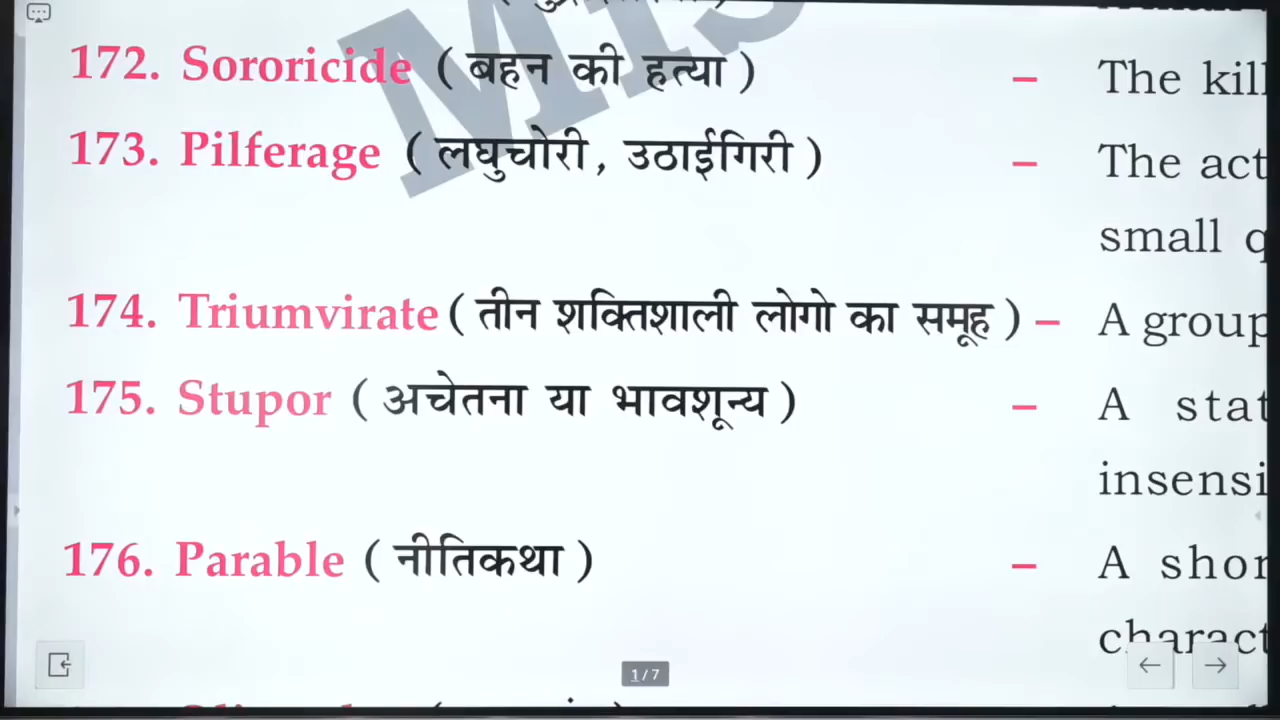 172. Sororicide ( बहन की हत्या ) – The kill
173. Pilferage ( लघुचोरी, उठाईगिरी ) – The act
small q
174. Triumvirate ( तीन शक्तिशाली लोगो का समूह ) – A group
175. Stupor ( अचेतना या भावशून्य ) – A stat
insensi
176. Parable ( नीतिकथा ) – A shor
charact
1/7